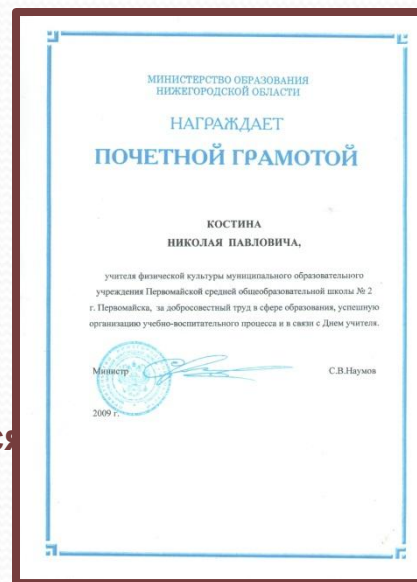 МИНИСТЕРСТВО ОБРАЗОВАНИЯ
НИЖЕГОРОДСКОЙ ОБЛАСТИ
НАГРАЖДАЕТ
ПОЧЕТНОЙ ГРАМОТОЙ
КОСТИНА
НИКОЛАЯ ПАВЛОВИЧА,
учителя физической культуры муниципального образовательного
учреждения Первомайской средней общеобразовательной школы № 2
г. Первомайска, за добросовестный труд в сфере образования, успешную
организацию учебно-воспитательного процесса и в связи с Днем учителя.
Министр С.В.Наумов
2009 г.
ся